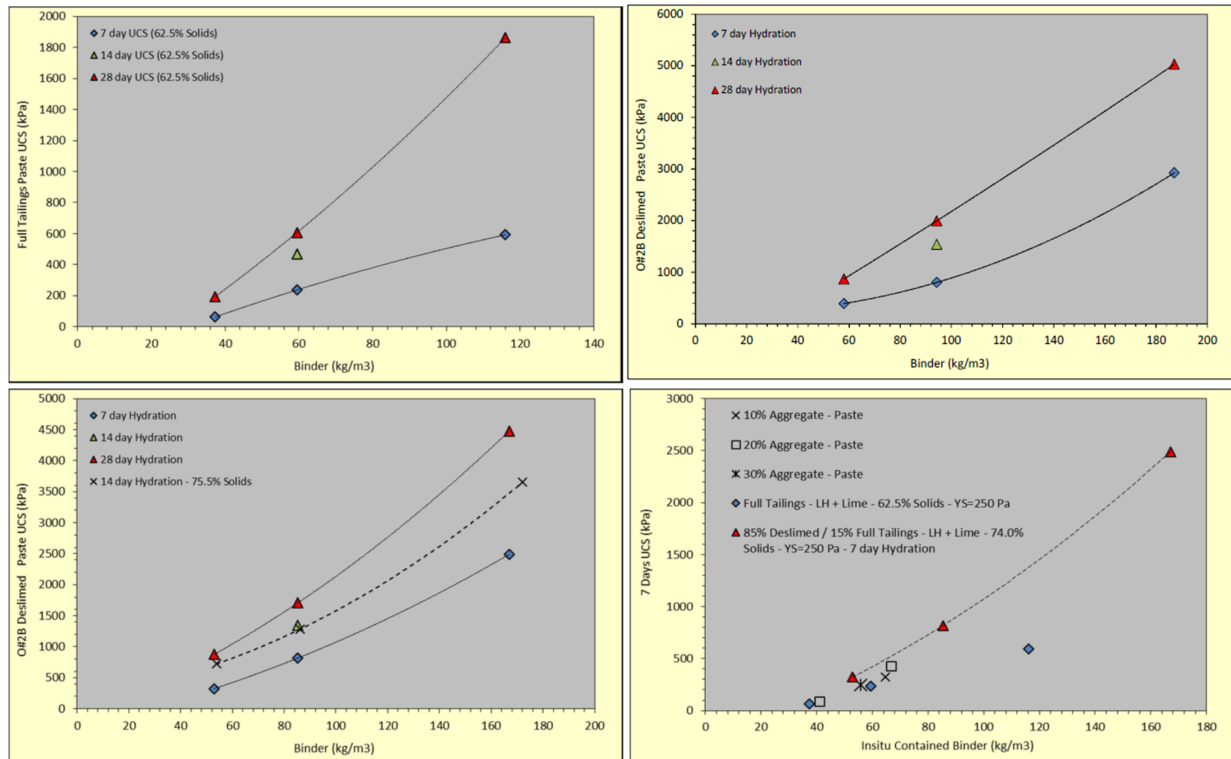 2000
1800
1600
1400
1200
1000
800
600
400
200
0
Full Tailings Paste UCS (kPa)
7 day UCS (62.5% Solids)
14 day UCS (62.5% Solids)
28 day UCS (62.5% Solids)
0 20 40 60 80 100 120 140
Binder (kg/m3)
6000
5000
4000
3000
2000
1000
0
O#2B Deslimed Paste UCS (kPa)
7 day Hydration
14 day Hydration
28 day Hydration
0 20 40 60 80 100 120 140 160 180 200
Binder (kg/m3)
5000
4500
4000
3500
3000
2500
2000
1500
1000
500
0
O#2B Deslimed Paste UCS (kPa)
7 day Hydration
14 day Hydration
28 day Hydration
14 day Hydration - 75.5% Solids
0 20 40 60 80 100 120 140 160 180 200
Binder (kg/m3)
3000
2500
2000
1500
1000
500
0
7 Days UCS (kPa)
10% Aggregate - Paste
20% Aggregate - Paste
30% Aggregate - Paste
Full Tailings - LH + Lime - 62.5% Solids - YS=250 Pa
85% Deslimed / 15% Full Tailings - LH + Lime - 74.0%
Solids - YS=250 Pa - 7 day Hydration
0 20 40 60 80 100 120 140 160 180
Insitu Contained Binder (kg/m3)